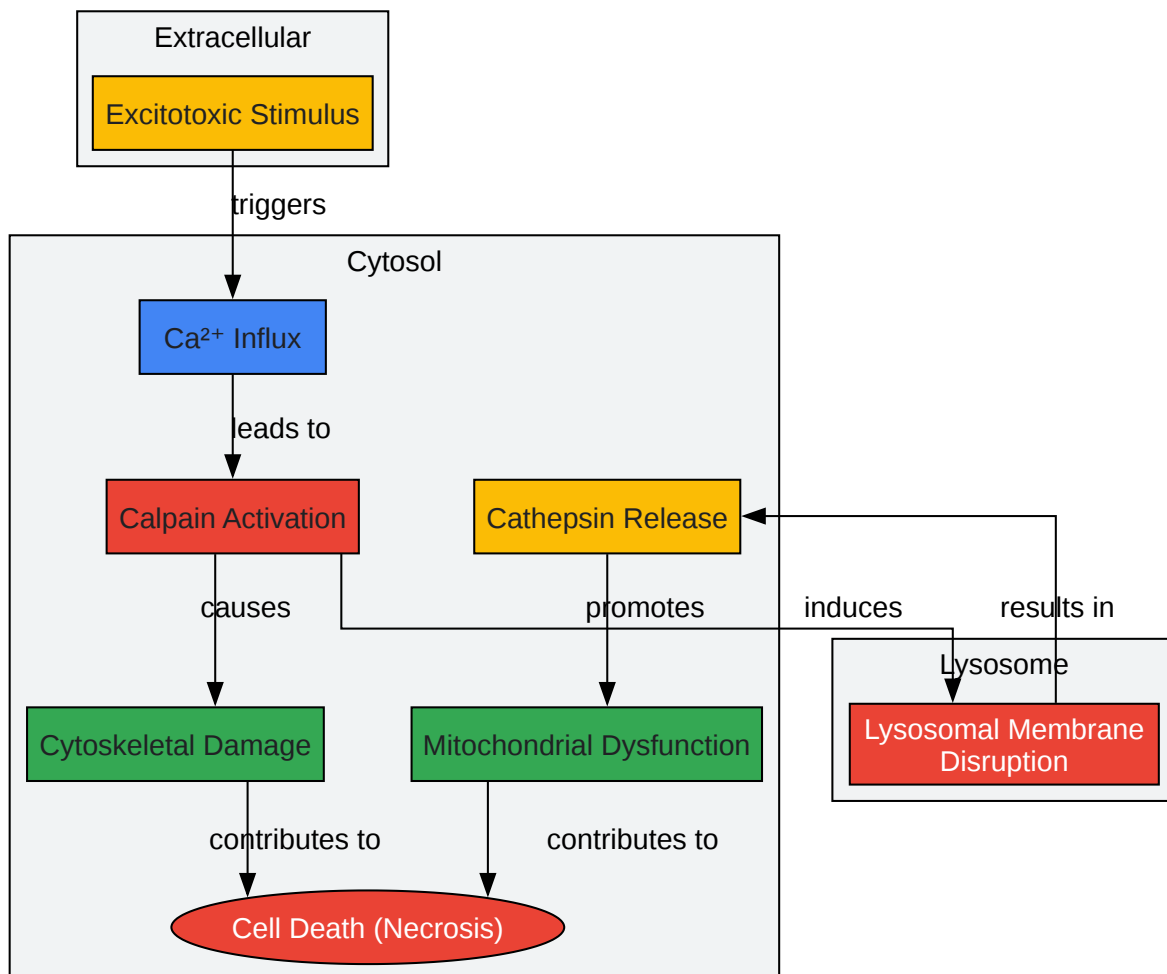 Extracellular
Excitotoxic Stimulus
triggers
Cytosol
Ca²⁺ Influx
leads to
Calpain Activation
Cathepsin Release
causes
promotes
induces
results in
Lysosome
Cytoskeletal Damage
Mitochondrial Dysfunction
Lysosomal Membrane
Disruption
contributes to
contributes to
Cell Death (Necrosis)